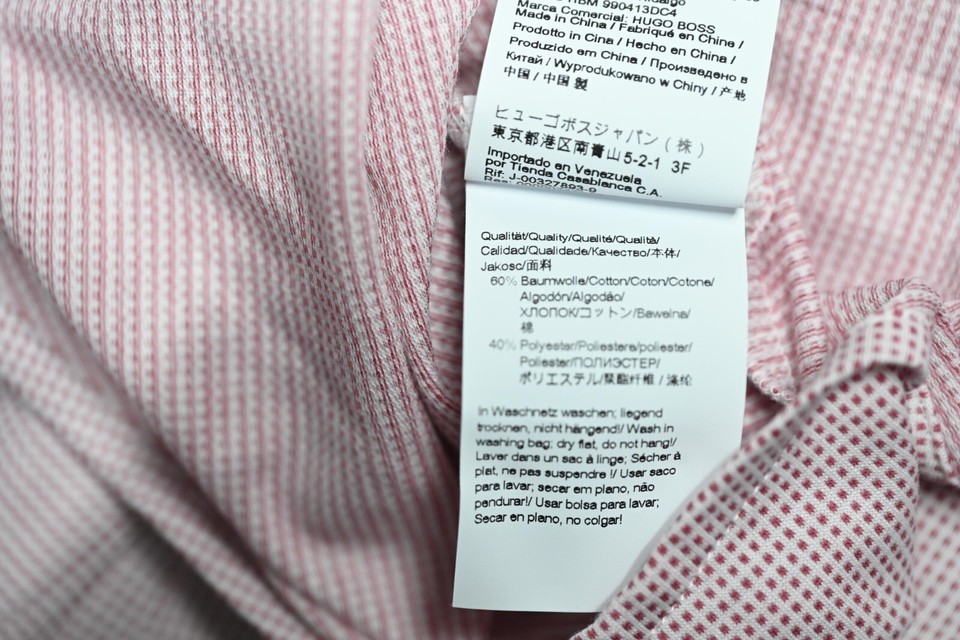 Hidalgo
HBM 990413DC4
Marca Comercial: HUGO BOSS
Made in China / Fabriqué en Chine /
Prodotto in Cina / Hecho en China /
Produzido em China / Произведено в
Китай / Wyprodukowano w Chiny / 产地
中国 / 中国 製
ヒューゴボスジャパン (株)
東京都港区南青山5-2-1 3F
Importado en Venezuela
por Tienda Casablanca C.A.
Rif: J-00327893-9
Qualität/Quality/Qualité/Qualità/
Calidad/Qualidade/Качество/本体/
Jakosc/面料
60% Baumwolle/Cotton/Coton/Cotone/
Algodón/Algodão/
ХЛОПОК/コットン/Bawelna/
棉
40% Polyester/Poliestere/poliester/
Poliester/ПОЛИЭСТЕР/
ポリエステル/聚酯纤维 / 涤纶
In Waschnetz waschen; liegend
trocknen, nicht hängend!/ Wash in
washing bag; dry flat, do not hang!/
Laver dans un sac à linge; Sécher à
plat, ne pas suspendre !/ Usar saco
para lavar; secar em plano, não
pendurar!/ Usar bolsa para lavar;
Secar en plano, no colgar!